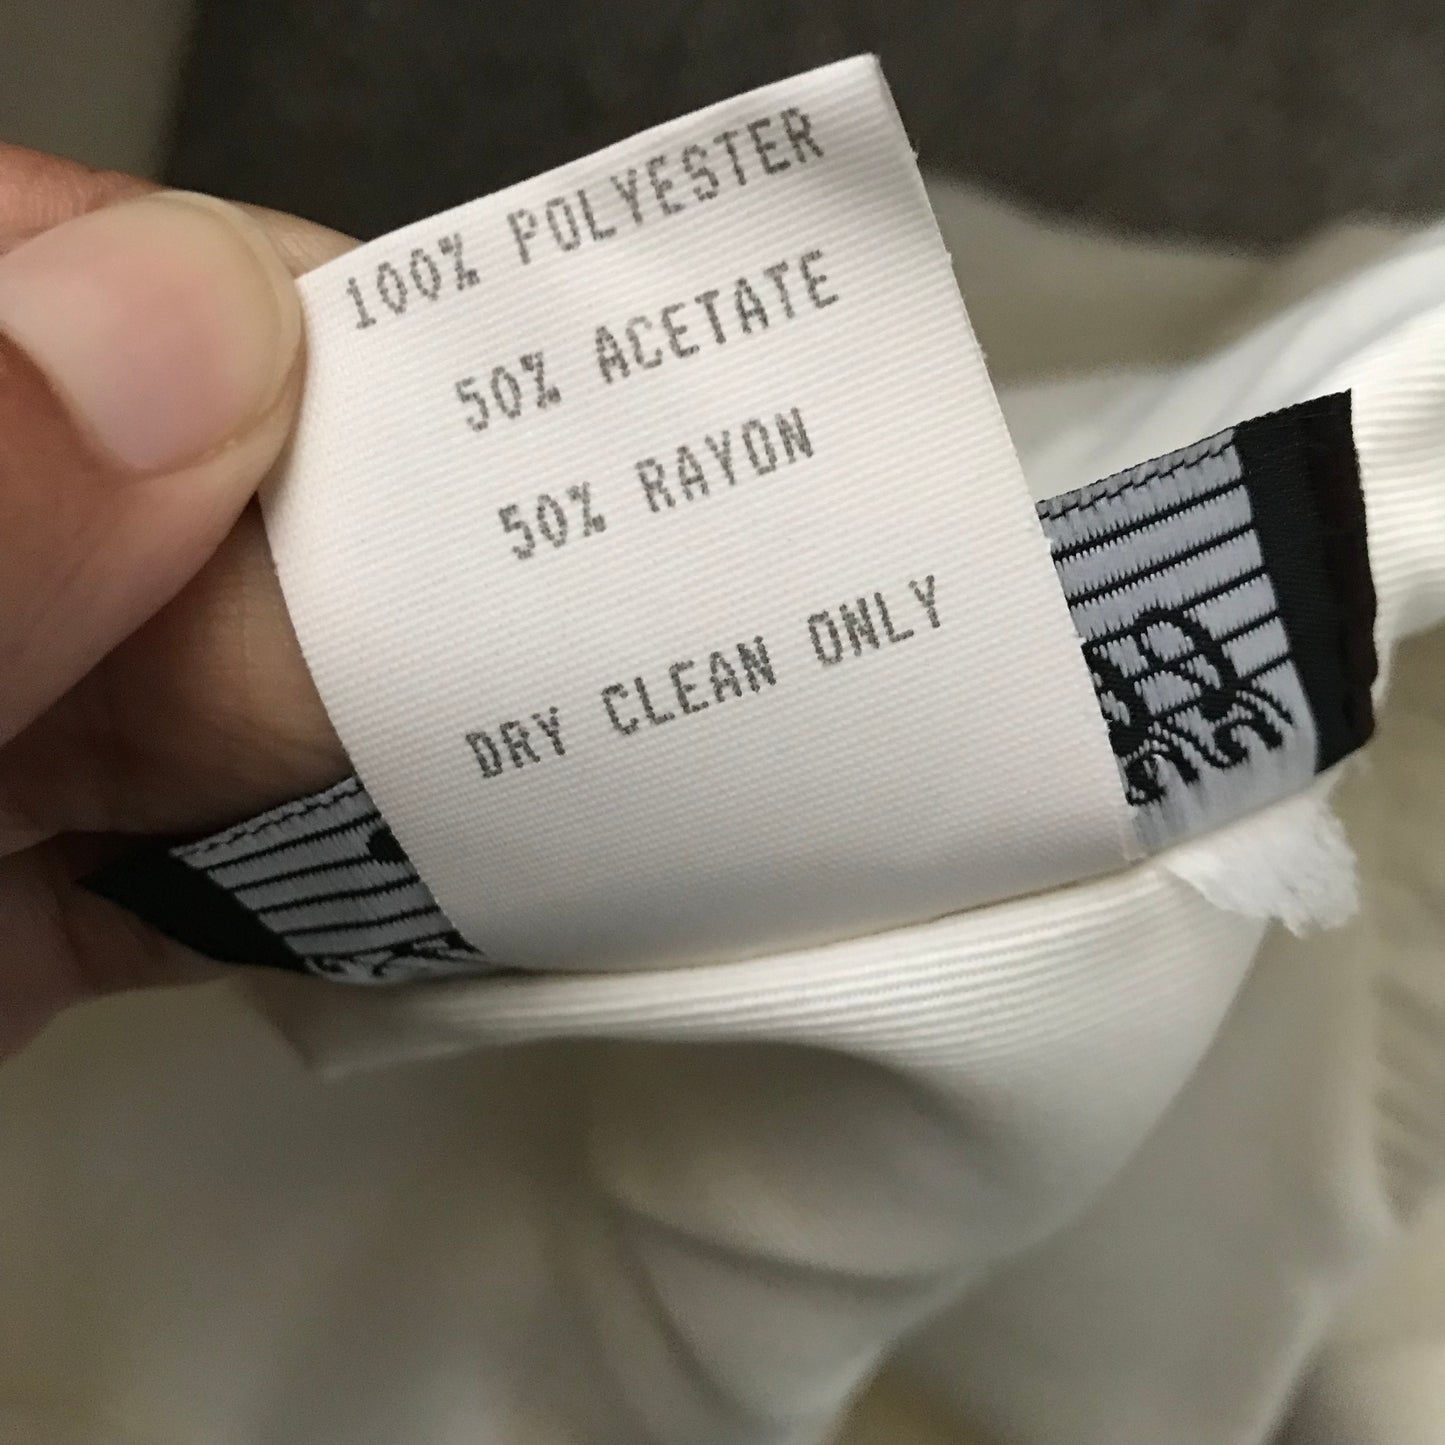 100% POLYESTER
50% ACETATE
50% RAYON
DRY CLEAN ONLY